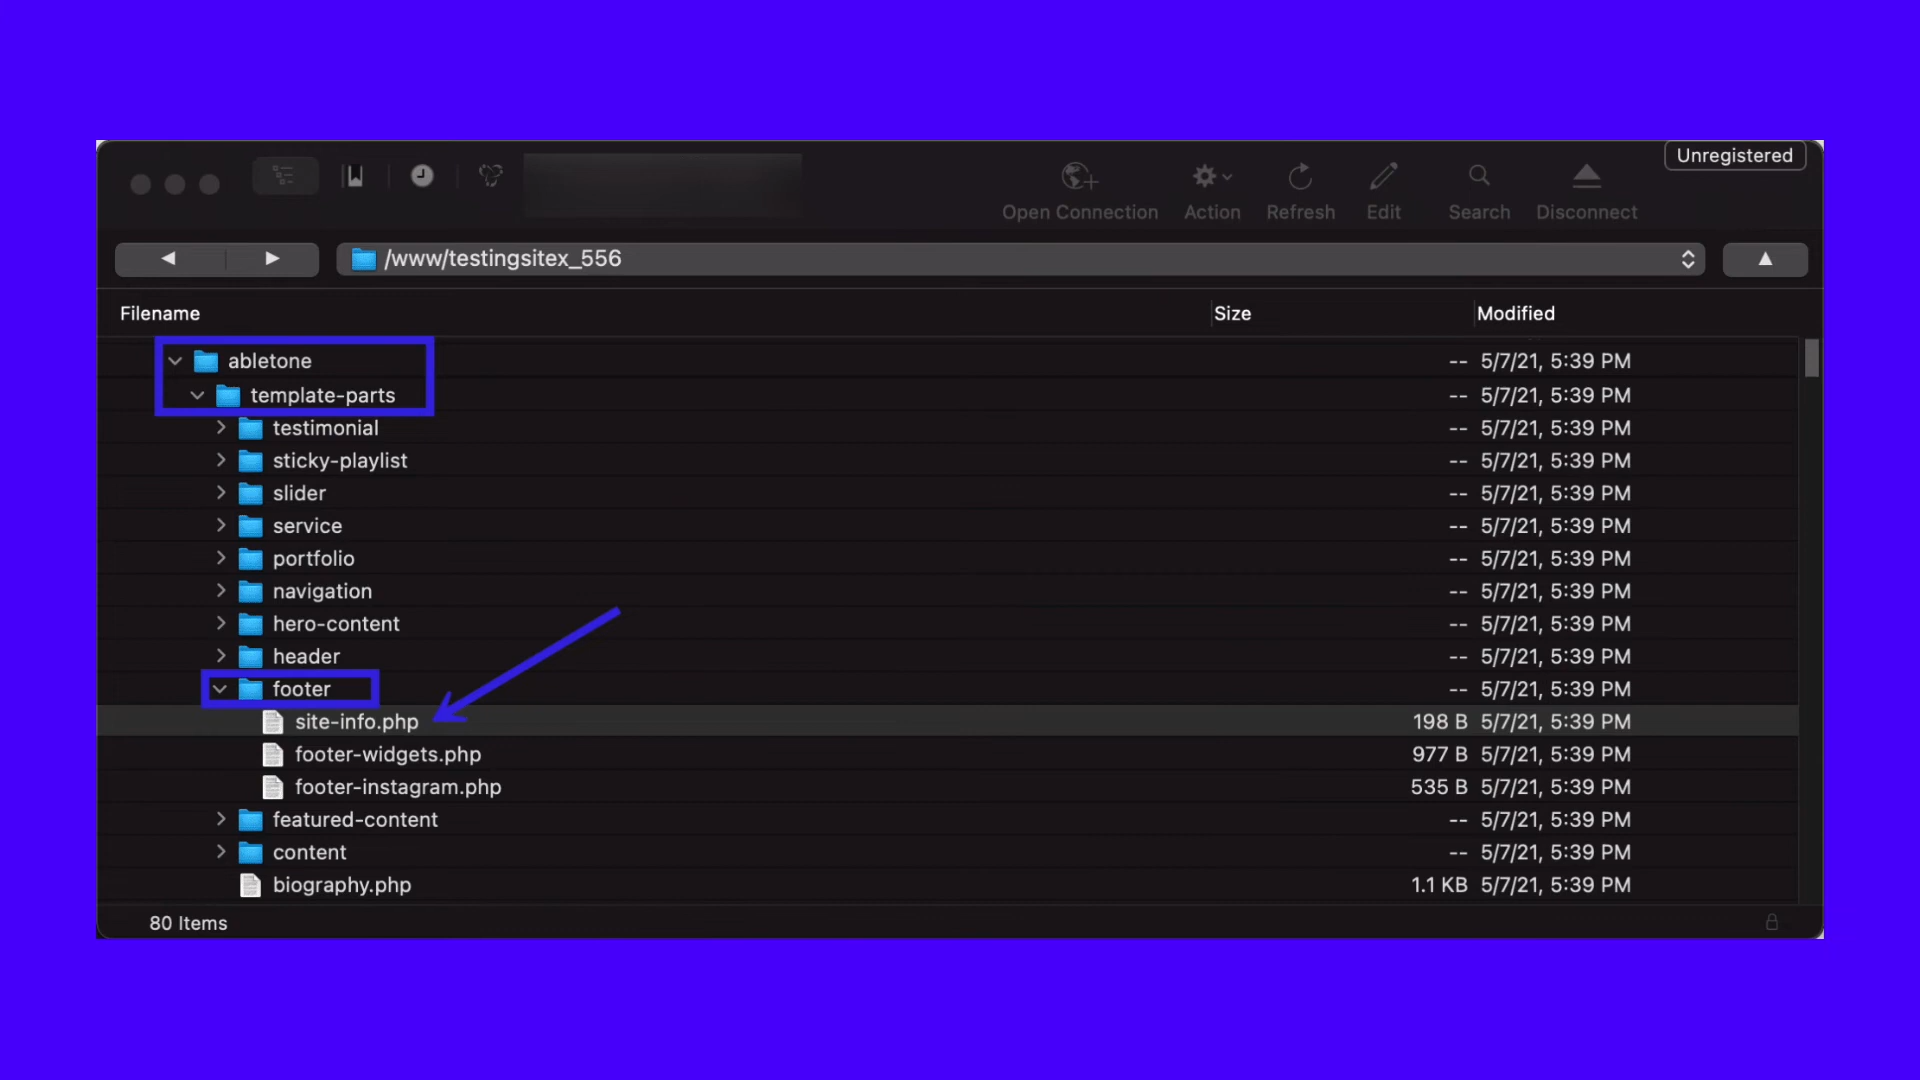 Unregistered
Open Connection Action Refresh Edit Search Disconnect
/www/testingsitex_556
Filename Size Modified
abletone -- 5/7/21, 5:39 PM
template-parts -- 5/7/21, 5:39 PM
testimonial -- 5/7/21, 5:39 PM
sticky-playlist -- 5/7/21, 5:39 PM
slider -- 5/7/21, 5:39 PM
service -- 5/7/21, 5:39 PM
portfolio -- 5/7/21, 5:39 PM
navigation -- 5/7/21, 5:39 PM
hero-content -- 5/7/21, 5:39 PM
header -- 5/7/21, 5:39 PM
footer -- 5/7/21, 5:39 PM
site-info.php 198 B 5/7/21, 5:39 PM
footer-widgets.php 977 B 5/7/21, 5:39 PM
footer-instagram.php 535 B 5/7/21, 5:39 PM
featured-content -- 5/7/21, 5:39 PM
content -- 5/7/21, 5:39 PM
biography.php 1.1 KB 5/7/21, 5:39 PM
80 Items